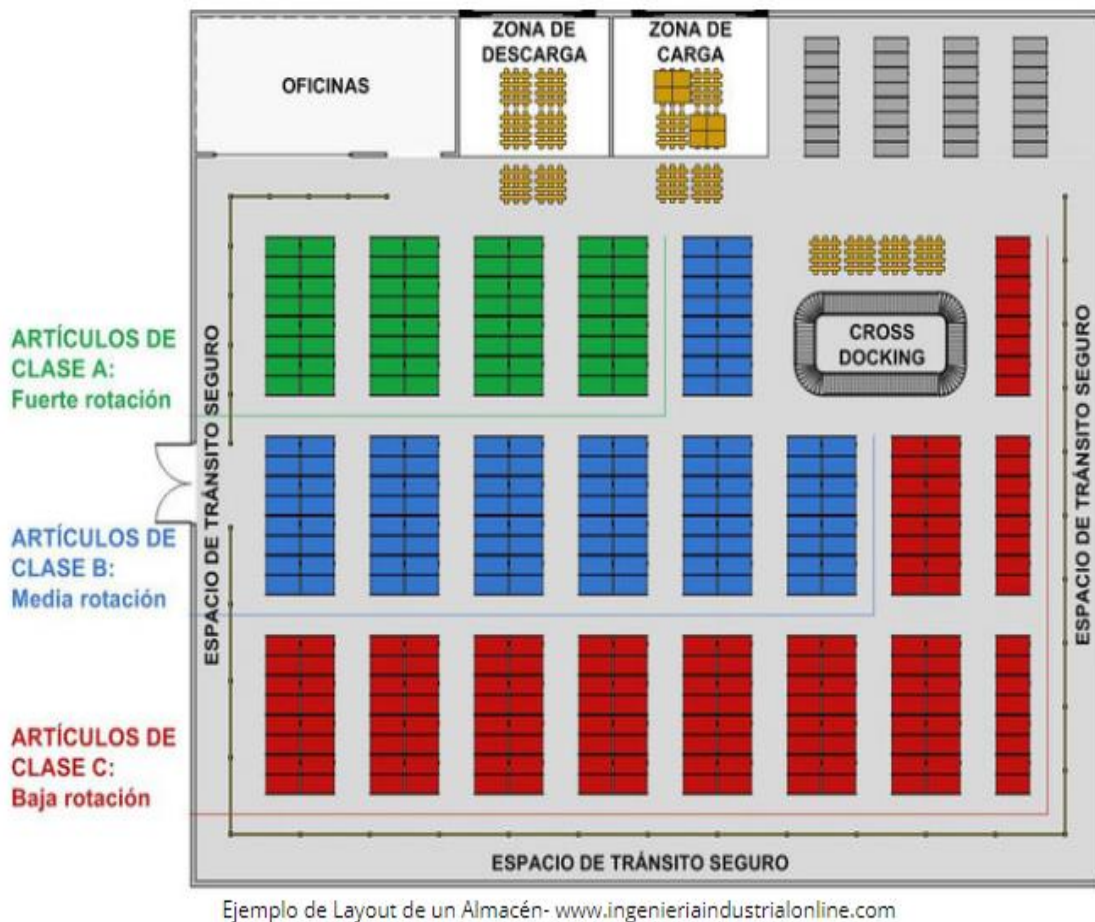 OFICINAS
ZONA DE
DESCARGA
ZONA DE
CARGA
ARTÍCULOS DE
CLASE A:
Fuerte rotación
ESPACIO DE TRÁNSITO SEGURO
CROSS
DOCKING
ESPACIO DE TRÁNSITO SEGURO
ARTÍCULOS DE
CLASE B:
Media rotación
ARTÍCULOS DE
CLASE C:
Baja rotación
ESPACIO DE TRÁNSITO SEGURO
Ejemplo de Layout de un Almacén- www.ingenieriaindustrialonline.com